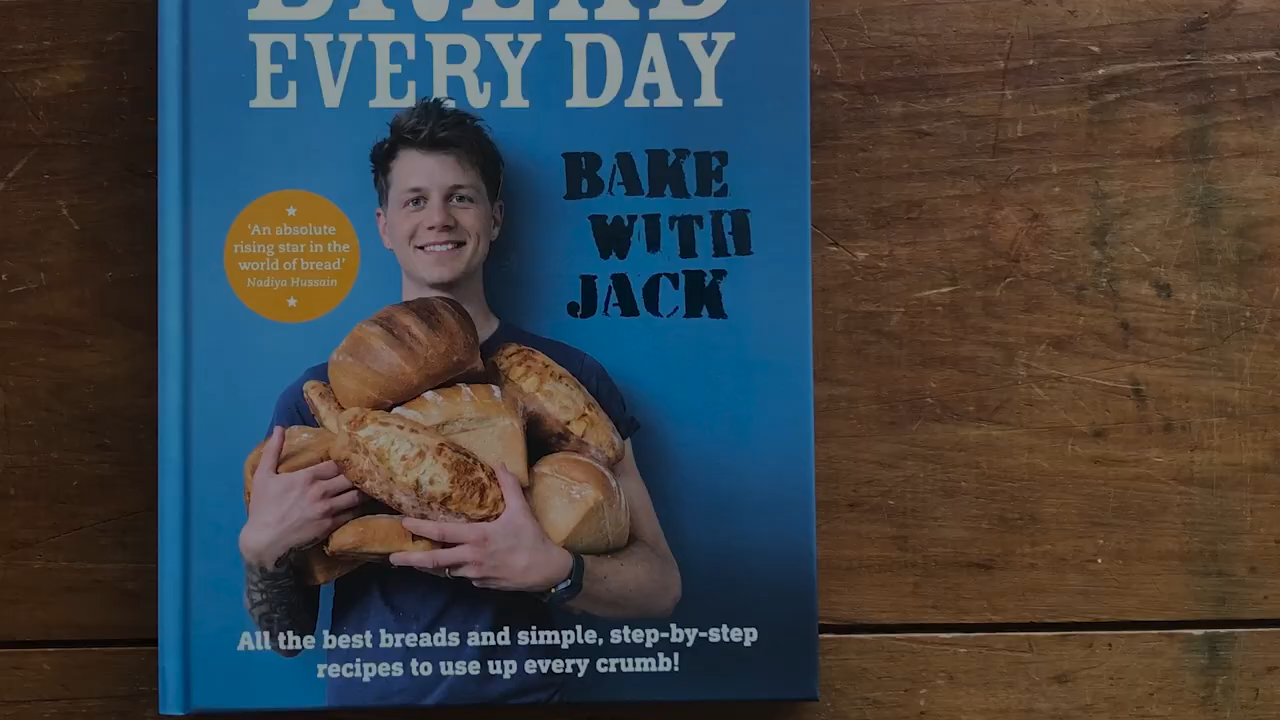 BREAD
EVERY DAY
BAKE
WITH
JACK
'An absolute
rising star in the
world of bread'
Nadiya Hussain
All the best breads and simple, step-by-step
recipes to use up every crumb!